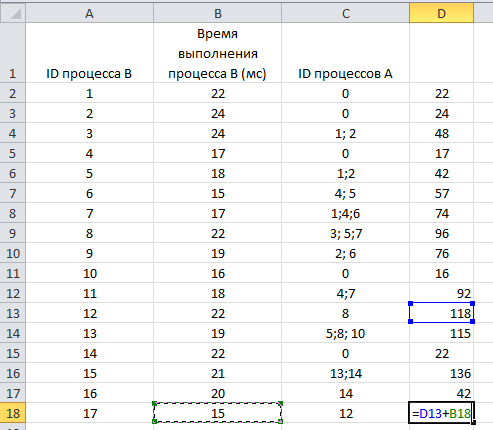 A B C D
1 ID процесса B Время выполнения процесса B (мс) ID процессов A
2 1 22 0 22
3 2 24 0 24
4 3 24 1; 2 48
5 4 17 0 17
6 5 18 1;2 42
7 6 15 4; 5 57
8 7 17 1;4;6 74
9 8 22 3; 5;7 96
10 9 19 2; 6 76
11 10 16 0 16
12 11 18 4;7 92
13 12 22 8 118
14 13 19 5;8; 10 115
15 14 22 0 22
16 15 21 13;14 136
17 16 20 14 42
18 17 15 12 =D13+B18